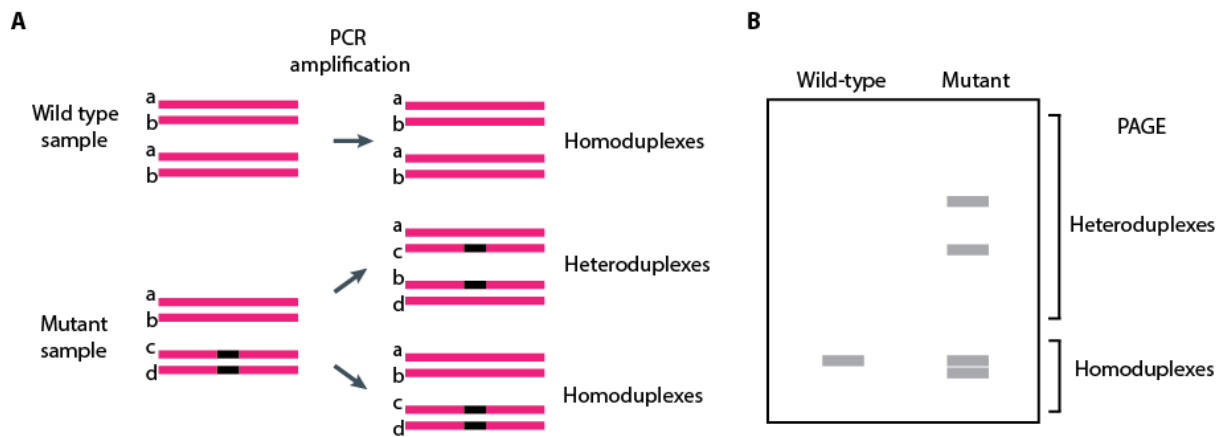 A
PCR
amplification
Wild type
sample
a
b
a
b
a
b
a
b
Homoduplexes
Mutant
sample
a
b
c
d
a
c
b
d
Heteroduplexes
a
b
c
d
Homoduplexes
B
Wild-type
Mutant
PAGE
Heteroduplexes
Homoduplexes